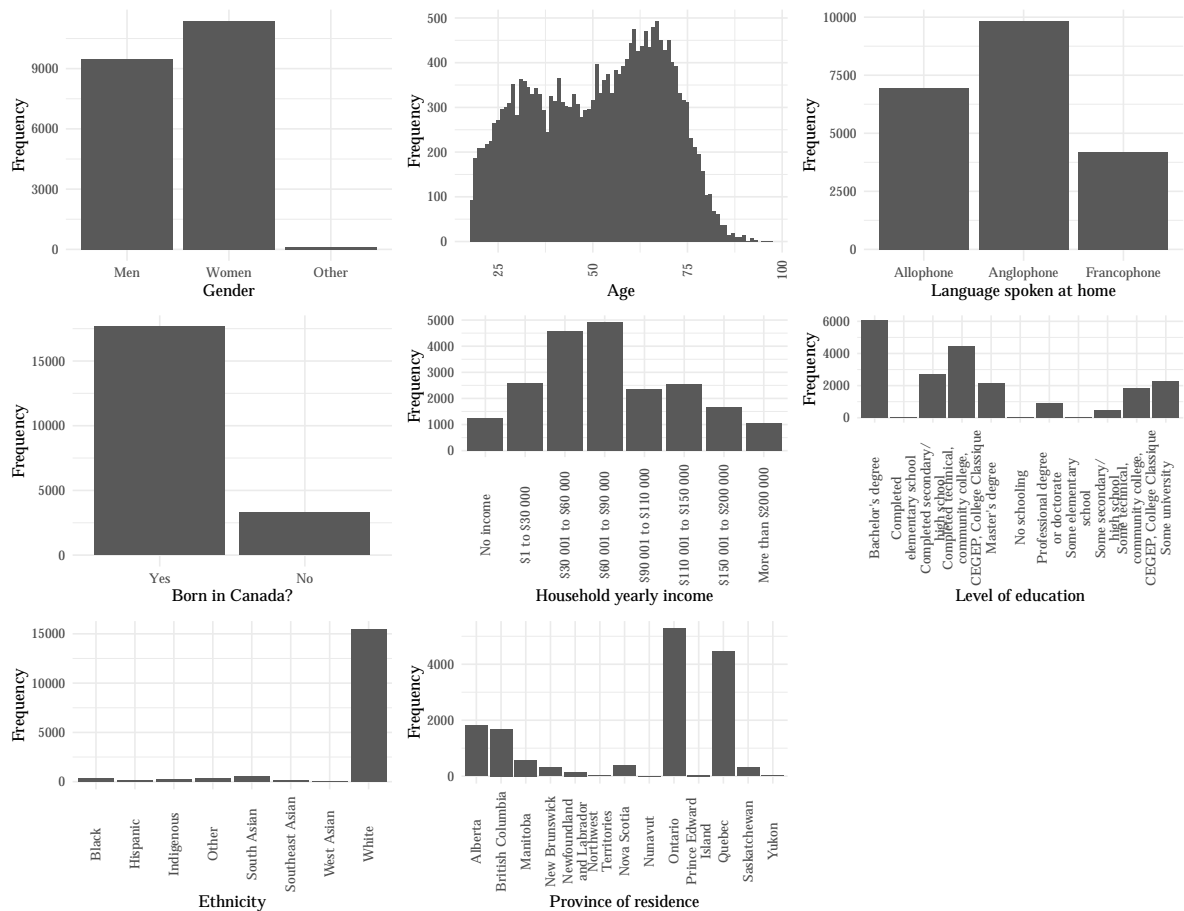 Frequency
9000
6000
3000
0
Men
Women
Other
Gender
Frequency
500
400
300
200
100
0
25
50
75
100
Age
Frequency
10000
7500
5000
2500
0
Allophone
Anglophone
Francophone
Language spoken at home
Frequency
15000
10000
5000
0
Yes
No
Born in Canada?
Frequency
5000
4000
3000
2000
1000
0
No income
$1 to $30 000
$30 001 to $60 000
$60 001 to $90 000
$90 001 to $110 000
$110 001 to $150 000
$150 001 to $200 000
More than $200 000
Household yearly income
Frequency
6000
4000
2000
0
Bachelor's degree
Completed
elementary school
Completed secondary/
high school
Completed technical,
community college,
CEGEP, College Classique
Master's degree
No schooling
Professional degree
or doctorate
Some elementary
school
Some secondary/
high school
Some technical,
community college,
CEGEP, College Classique
Some university
Level of education
Frequency
15000
10000
5000
0
Black
Hispanic
Indigenous
Other
South Asian
Southeast Asian
West Asian
White
Ethnicity
Frequency
4000
2000
0
Alberta
British Columbia
Manitoba
New Brunswick
Newfoundland
and Labrador
Northwest
Territories
Nova Scotia
Nunavut
Ontario
Prince Edward
Island
Quebec
Saskatchewan
Yukon
Province of residence